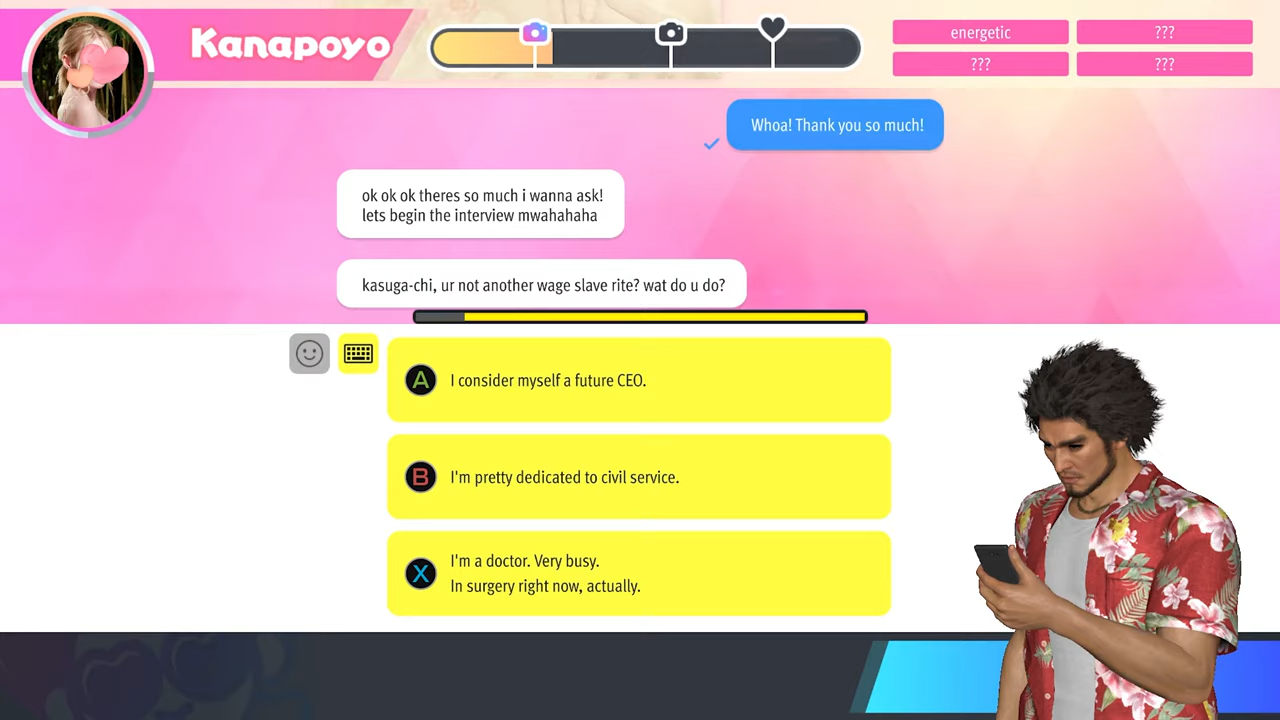 Kanapoyo
energetic
???
???
???
Whoa! Thank you so much!
ok ok ok theres so much i wanna ask!
lets begin the interview mwahahaha
kasuga-chi, ur not another wage slave rite? wat do u do?
A I consider myself a future CEO.
B I'm pretty dedicated to civil service.
X I'm a doctor. Very busy.
In surgery right now, actually.